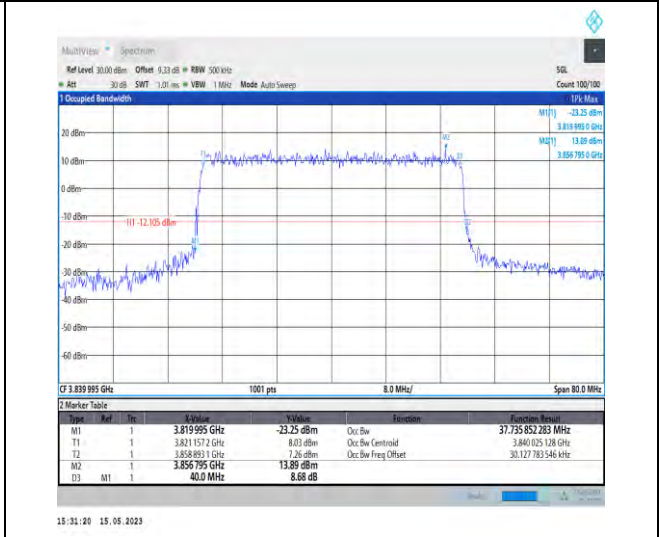 MultiView Spectrum
Ref Level 30.00 dBm Offset 9.33 dB RBW 500 kHz SGL
Att 30 dB SWT 1.01 ms VBW 1 MHz Mode Auto Sweep Count 100/100
1 Occupied Bandwidth 1Pk Max
M1[1] -23.25 dBm
3.819 995 0 GHz
M2[1] 13.89 dBm
3.856 795 0 GHz
20 dBm
M2
10 dBm
T1
0 dBm
-10 dBm
H1 -12.105 dBm
-20 dBm
M1
-30 dBm
-40 dBm
-50 dBm
-60 dBm
CF 3.839 995 GHz 1001 pts 8.0 MHz/ Span 80.0 MHz
2 Marker Table
Type Ref Trc X-Value Y-Value Function Function Result
M1 1 3.819 995 GHz -23.25 dBm Occ Bw 37.735 852 283 MHz
T1 1 3.821 157 2 GHz 8.03 dBm Occ Bw Centroid 3.840 025 128 GHz
T2 1 3.858 893 1 GHz 7.26 dBm Occ Bw Freq Offset 30.127 783 546 kHz
M2 1 3.856 795 GHz 13.89 dBm
D3 M1 1 40.0 MHz 8.68 dB
15:31:20 15.05.2023